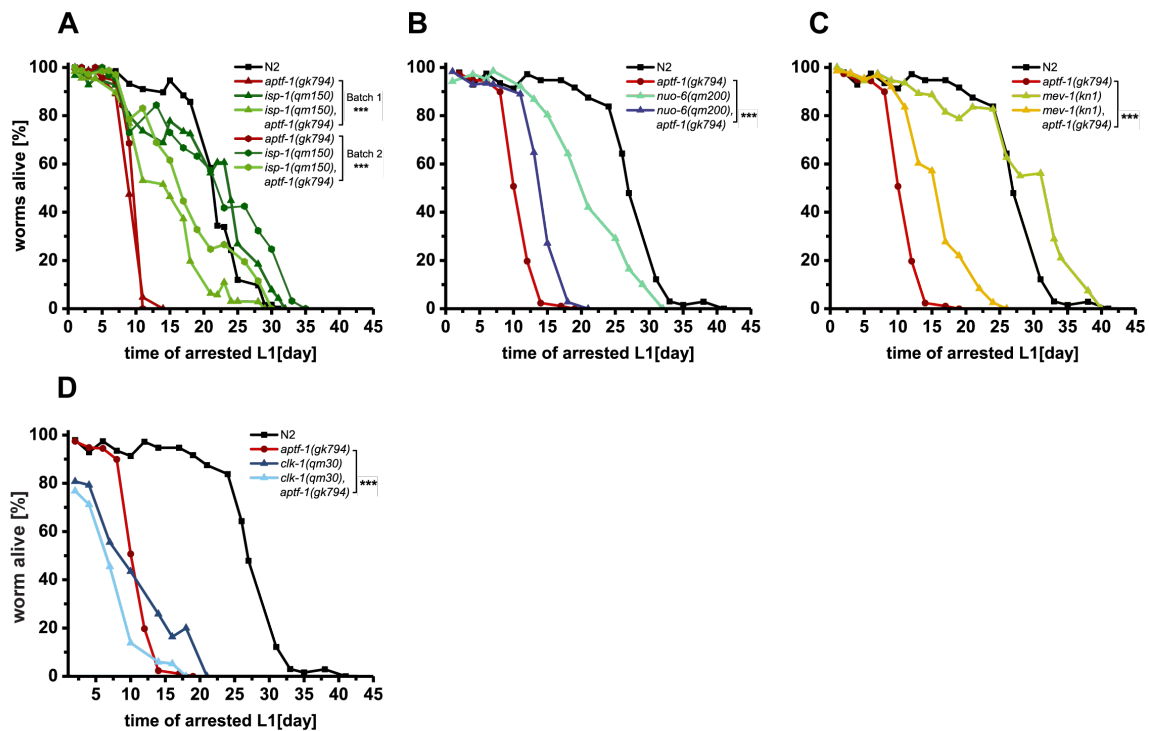 A
N2
aptf-1(gk794)
isp-1(qm150)
isp-1(qm150),
aptf-1(gk794)
Batch 1
***
aptf-1(gk794)
isp-1(qm150)
isp-1(qm150),
aptf-1(gk794)
Batch 2
***
worms alive [%]
100
80
60
40
20
0
0 5 10 15 20 25 30 35 40 45
time of arrested L1[day]
B
N2
aptf-1(gk794)
nuo-6(qm200)
nuo-6(qm200),
aptf-1(gk794)
***
100
80
60
40
20
0
0 5 10 15 20 25 30 35 40 45
time of arrested L1[day]
C
N2
aptf-1(gk794)
mev-1(kn1)
mev-1(kn1),
aptf-1(gk794)
***
100
80
60
40
20
0
0 5 10 15 20 25 30 35 40 45
time of arrested L1[day]
D
N2
aptf-1(gk794)
clk-1(qm30)
clk-1(qm30),
aptf-1(gk794)
***
worm alive [%]
100
80
60
40
20
0
5 10 15 20 25 30 35 40 45
time of arrested L1[day]